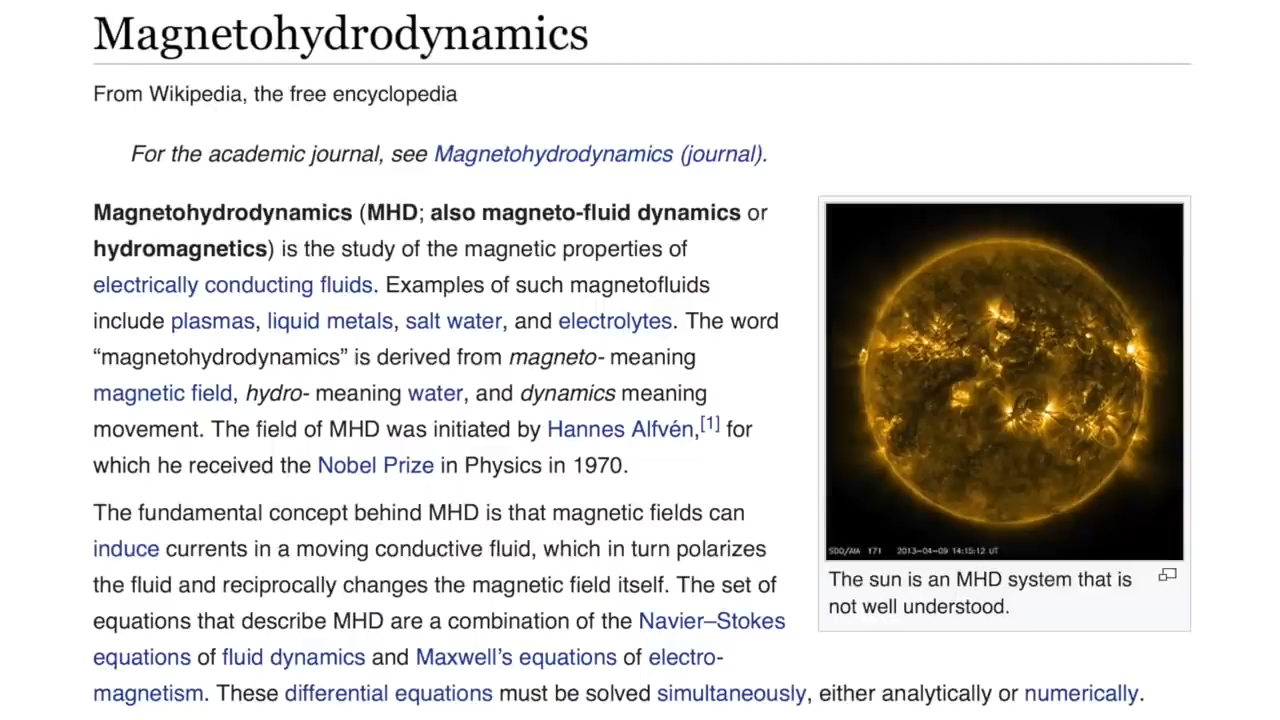 Magnetohydrodynamics
From Wikipedia, the free encyclopedia
For the academic journal, see Magnetohydrodynamics (journal).
Magnetohydrodynamics (MHD; also magneto-fluid dynamics or
hydromagnetics) is the study of the magnetic properties of
electrically conducting fluids. Examples of such magnetofluids
include plasmas, liquid metals, salt water, and electrolytes. The word
“magnetohydrodynamics” is derived from magneto- meaning
magnetic field, hydro- meaning water, and dynamics meaning
movement. The field of MHD was initiated by Hannes Alfvén,[1] for
which he received the Nobel Prize in Physics in 1970.
The fundamental concept behind MHD is that magnetic fields can
induce currents in a moving conductive fluid, which in turn polarizes
the fluid and reciprocally changes the magnetic field itself. The set of
equations that describe MHD are a combination of the Navier–Stokes
equations of fluid dynamics and Maxwell’s equations of electro-
magnetism. These differential equations must be solved simultaneously, either analytically or numerically.
SDO/AIA 171 2013-04-09 14:15:12 UT
The sun is an MHD system that is
not well understood.